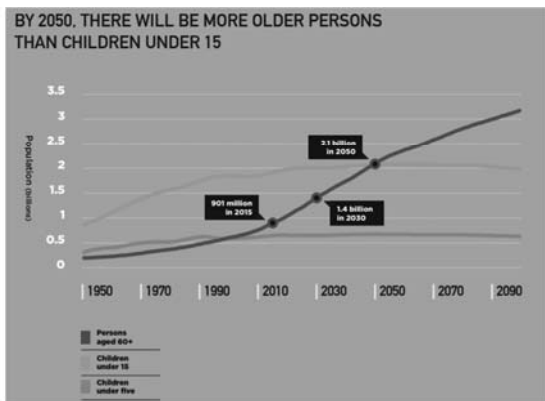 BY 2050, THERE WILL BE MORE OLDER PERSONS
THAN CHILDREN UNDER 15
3.5
3
2.5
2
1.5
1
0.5
0
Population (billions)
901 million
in 2015
1.4 billion
in 2030
2.1 billion
in 2050
1950
1970
1990
2010
2030
2050
2070
2090
Persons
aged 60+
Children
under 15
Children
under five